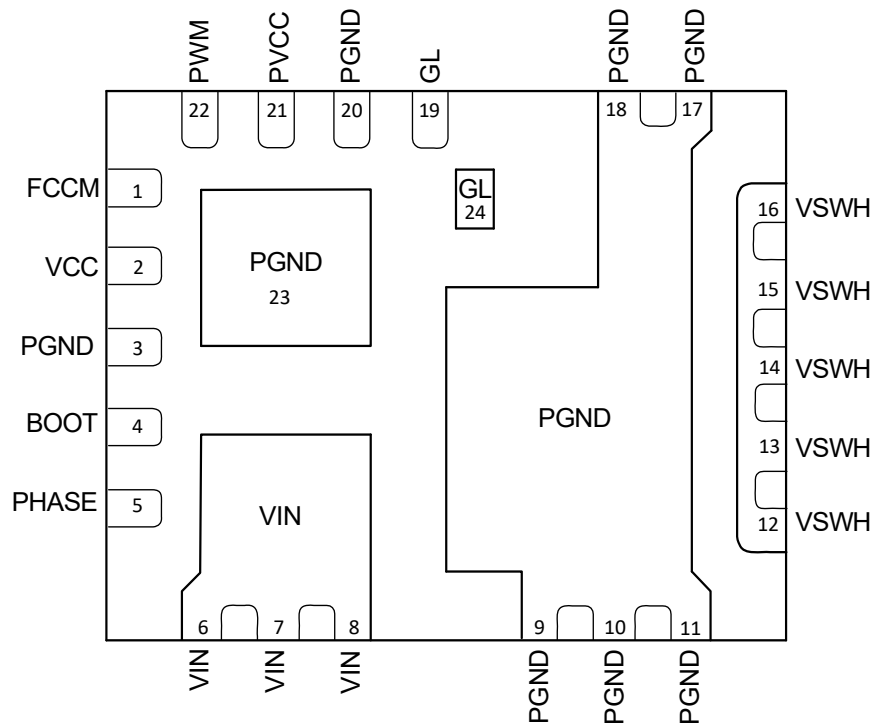 PWM
PVCC
PGND
GL
PGND
PGND
22
21
20
19
18
17
FCCM
1
GL
24
16
VSWH
VCC
2
PGND
23
15
VSWH
PGND
3
14
VSWH
BOOT
4
PGND
13
VSWH
PHASE
5
VIN
12
VSWH
6
7
8
9
10
11
VIN
VIN
VIN
PGND
PGND
PGND